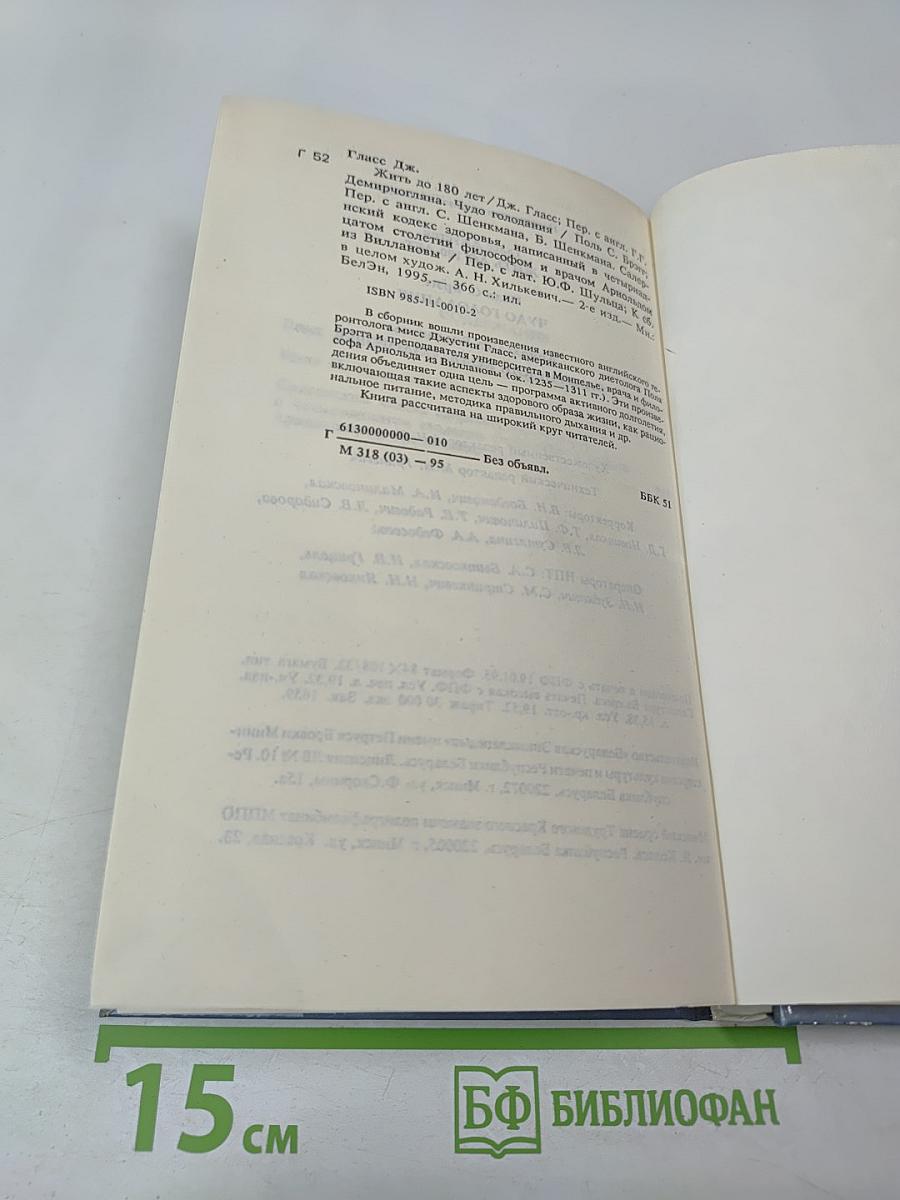 Г 52
Гласс Дж.
Жить до 180 лет / Дж. Гласс; Пер. с англ. Г.Г.
Демирчогляна. Чудо голодания / Поль С. Брэгг;
Пер. с англ. С. Шенкмана, Б. Шенкмана. Салер-
нский кодекс здоровья, написанный в четырнад-
цатом столетии философом и врачом Арнольдом
из Виллановы / Пер. с лат. Ю.Ф. Шульца; К сб.
в целом худож. А. Н. Хилькевич.— 2-е изд.— Мн.:
БелЭн, 1995.— 366 с.: ил.
ISBN 985-11-0010-2
В сборник вошли произведения известного английского ге-
ронтолога мисс Джустин Гласс, американского диетолога Поля
Брэгга и преподавателя университета в Монпелье, врача и фило-
софа Арнольда из Виллановы (ок. 1235—1311 гг.). Эти произве-
дения объединяет одна цель — программа активного долголетия,
включающая такие аспекты здорового образа жизни, как рацио-
нальное питание, методика правильного дыхания и др.
Книга рассчитана на широкий круг читателей.
Г 6130000000— 010
М 318 (03) – 95 Без объявл.
ББК 51
15 см
БФ БИБЛИОФАН